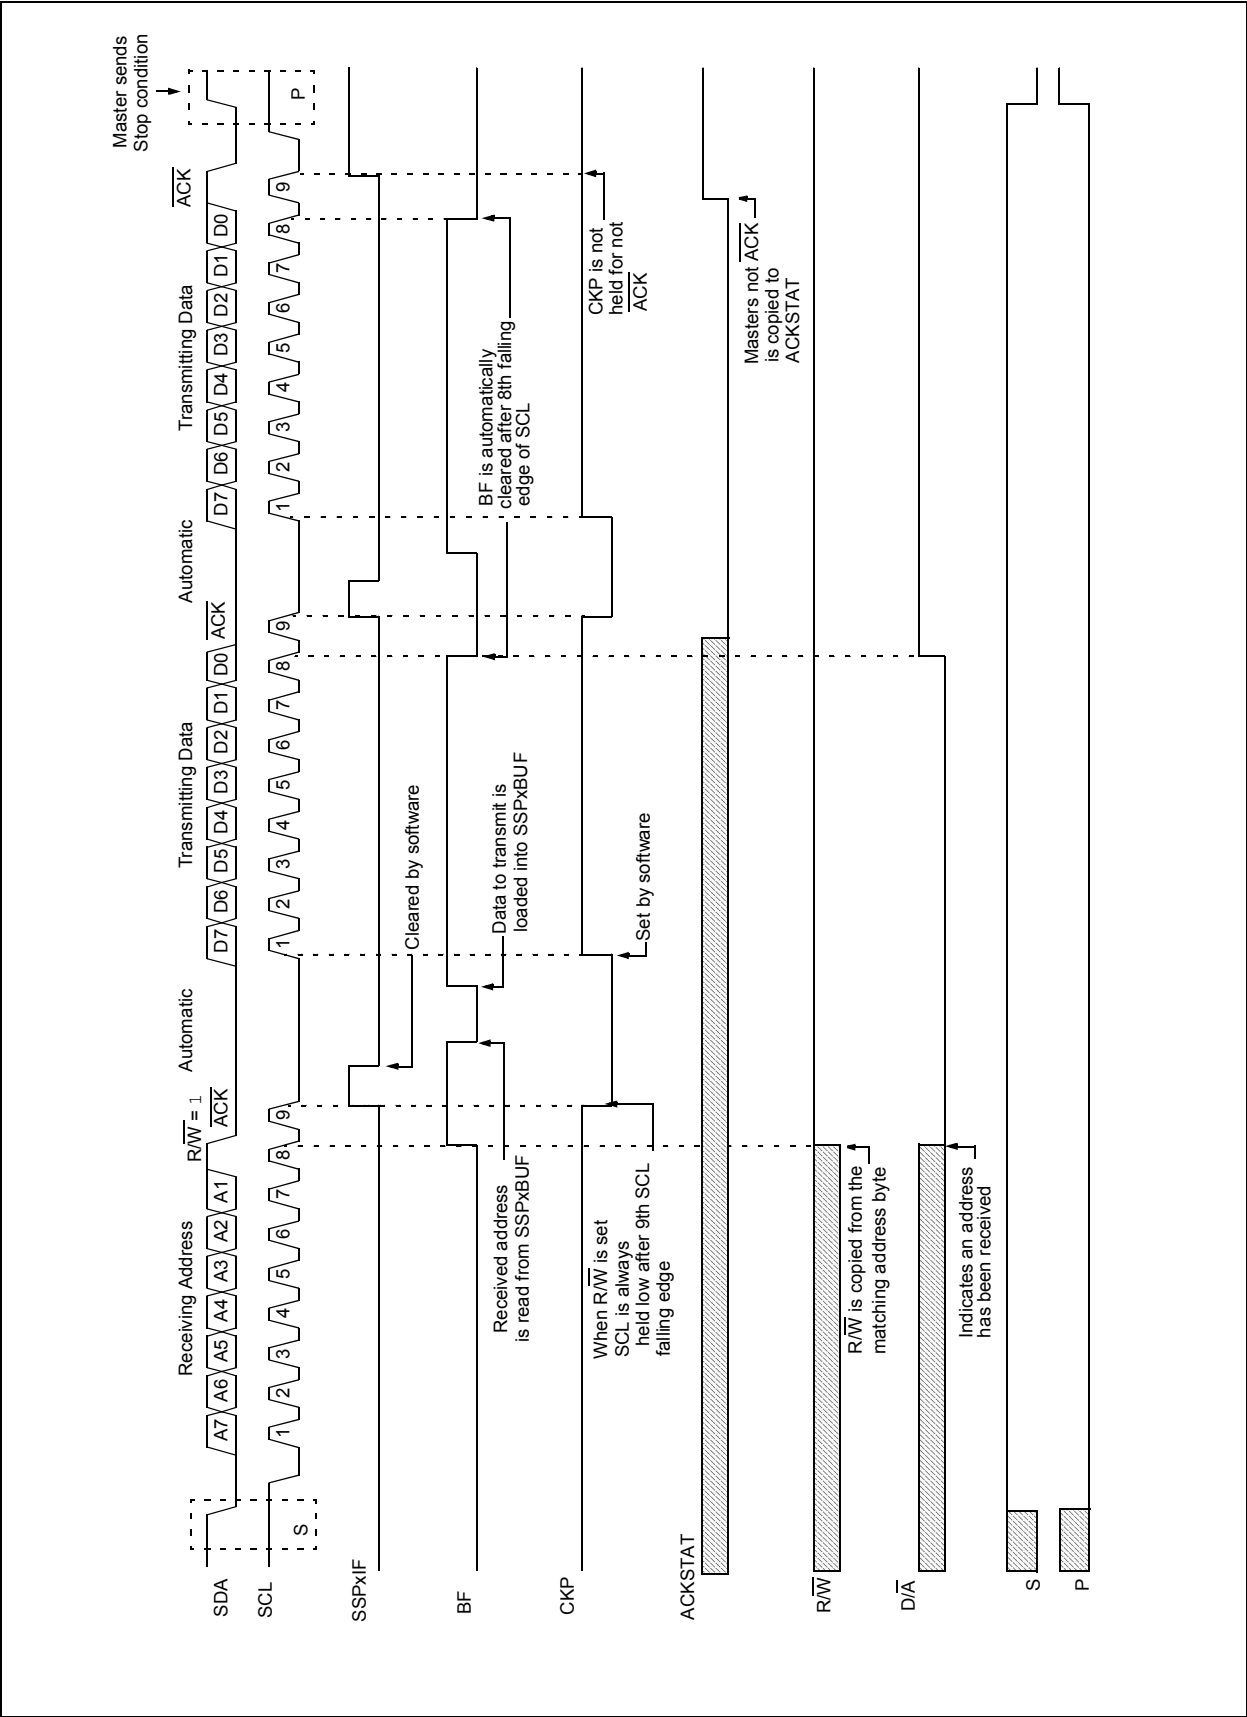 Master sends
Stop condition
Receiving Address
R/W = 1
ACK
Automatic
Transmitting Data
ACK
Automatic
Transmitting Data
ACK
SDA
A7 A6 A5 A4 A3 A2 A1
D7 D6 D5 D4 D3 D2 D1 D0
D7 D6 D5 D4 D3 D2 D1 D0
SCL
S
1 2 3 4 5 6 7 8 9
1 2 3 4 5 6 7 8 9
1 2 3 4 5 6 7 8 9
P
SSPxIF
Cleared by software
BF
Received address
is read from SSPxBUF
Data to transmit is
loaded into SSPxBUF
BF is automatically
cleared after 8th falling
edge of SCL
CKP
When R/W is set
SCL is always
held low after 9th SCL
falling edge
Set by software
CKP is not
held for not
ACK
ACKSTAT
Masters not ACK
is copied to
ACKSTAT
R/W
R/W is copied from the
matching address byte
D/A
Indicates an address
has been received
S
P